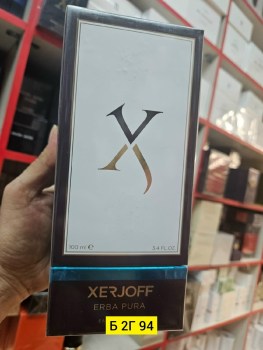 X
100 ml ℮ 3.4 FL.OZ
XERJOFF
ERBA PURA
Б 2Г 94